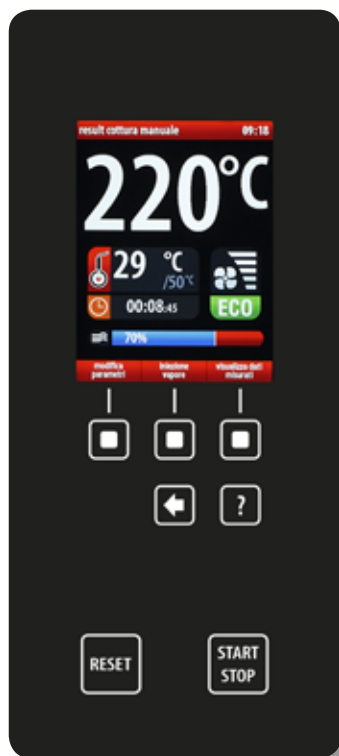 result cottura manuale 09:18
220°C
29 °C
/50°C
00:08:45
ECO
70%
modifica iniezione visualizza dati
parametri vapore misurati
?
RESET START
STOP